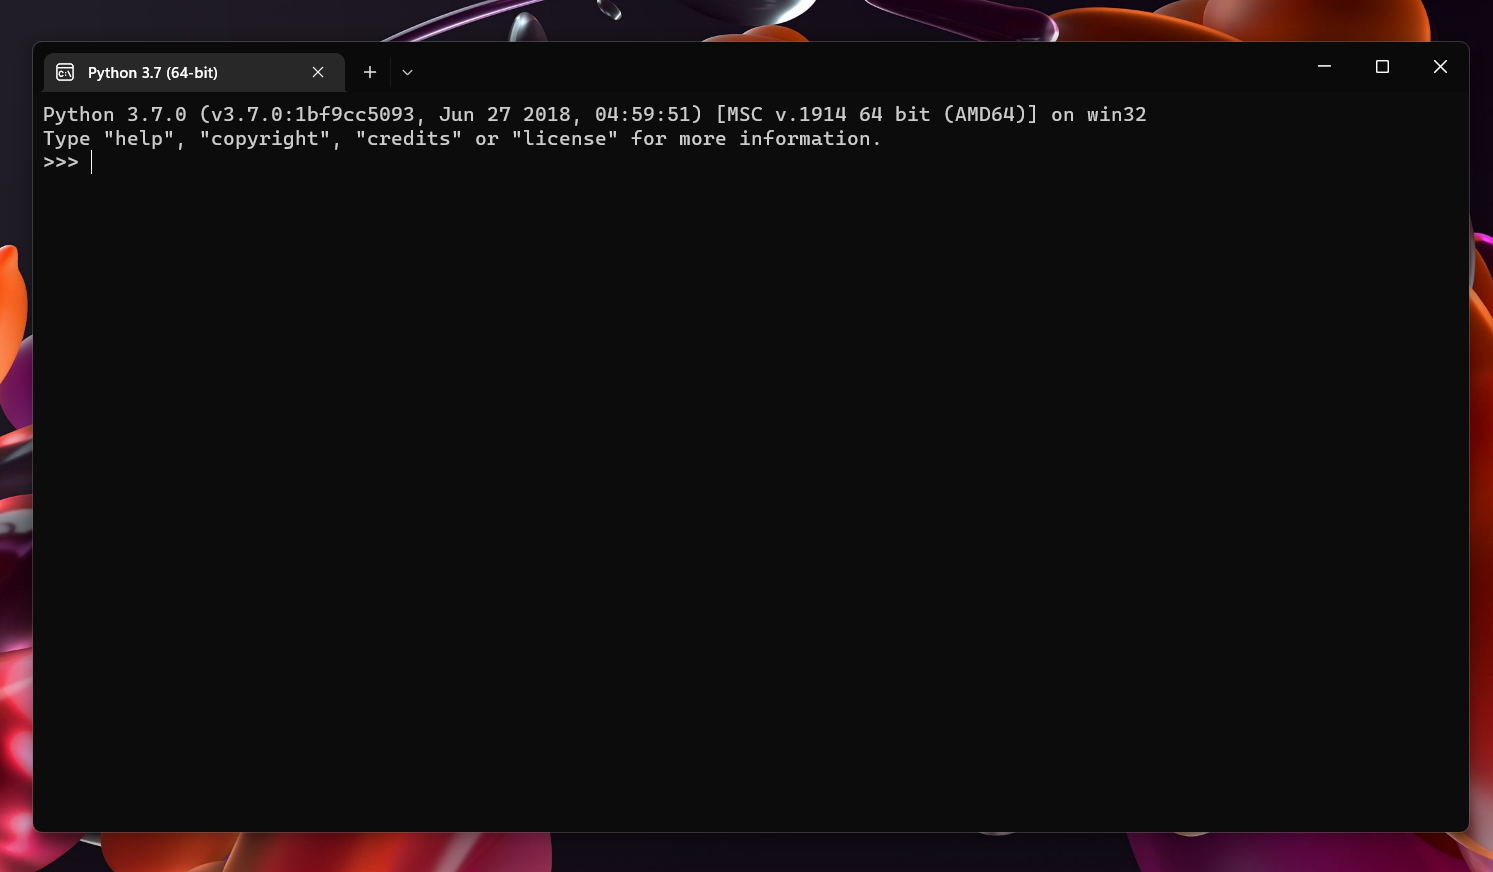 Python 3.7 (64-bit)
Python 3.7.0 (v3.7.0:1bf9cc5093, Jun 27 2018, 04:59:51) [MSC v.1914 64 bit (AMD64)] on win32
Type "help", "copyright", "credits" or "license" for more information.
>>>